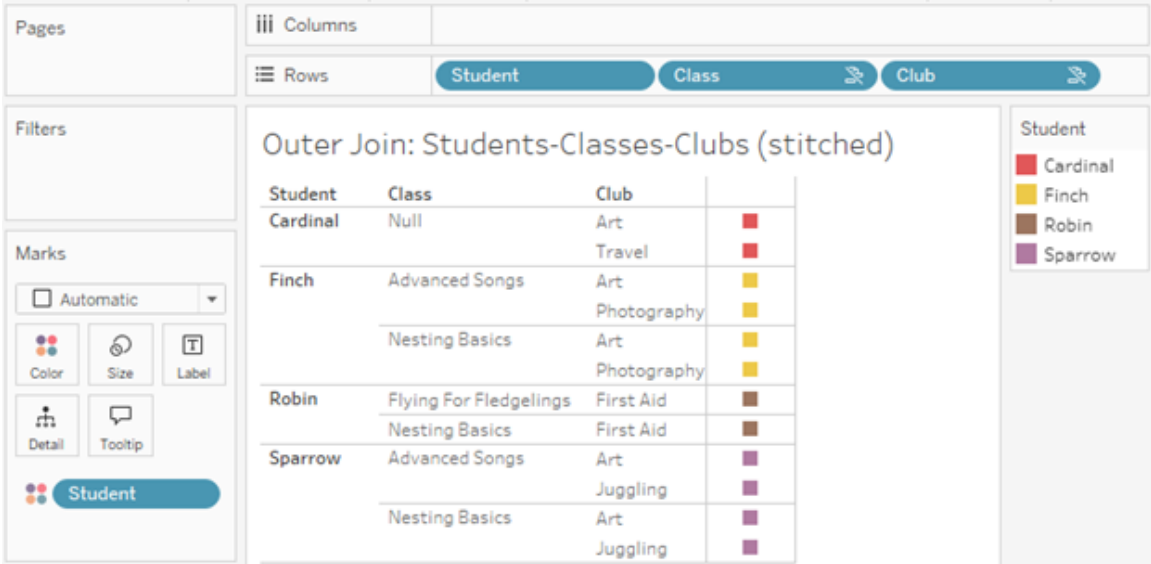 Pages
Columns
Rows Student Class Club
Filters
Outer Join: Students-Classes-Clubs (stitched)
Student Class Club
Cardinal Null Art
Travel
Finch Advanced Songs Art
Photography
Nesting Basics Art
Photography
Robin Flying For Fledgelings First Aid
Nesting Basics First Aid
Sparrow Advanced Songs Art
Juggling
Nesting Basics Art
Juggling
Student
Cardinal
Finch
Robin
Sparrow
Marks
Automatic
Color Size Label
T
Detail Tooltip
Student